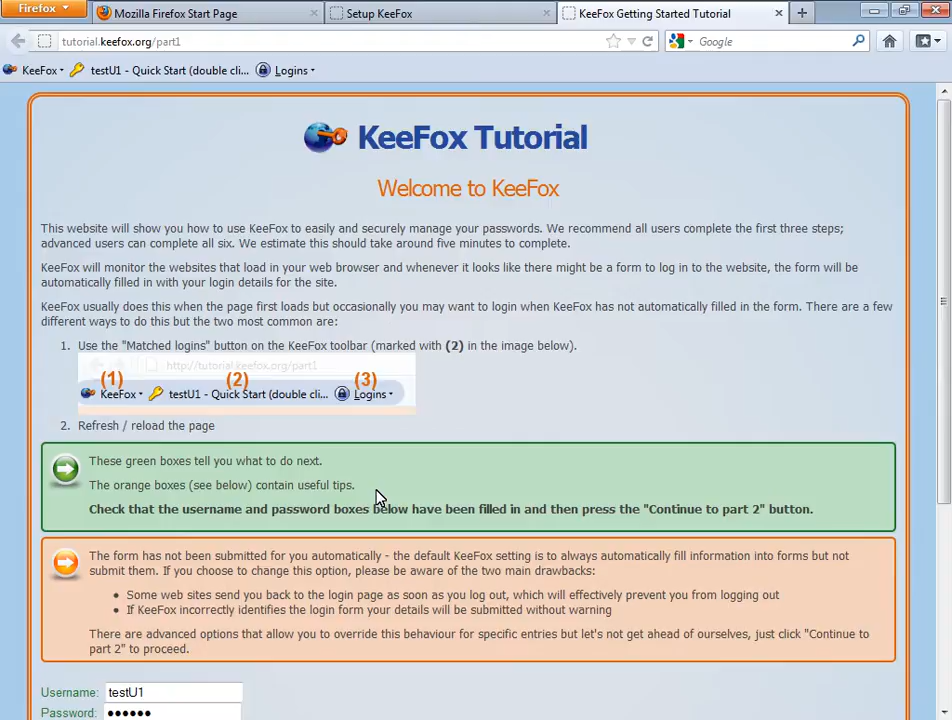 Firefox
Mozilla Firefox Start Page
Setup KeeFox
KeeFox Getting Started Tutorial
tutorial.keefox.org/part1
Google
KeeFox
testU1 - Quick Start (double cli...
Logins
KeeFox Tutorial
Welcome to KeeFox
This website will show you how to use KeeFox to easily and securely manage your passwords. We recommend all users complete the first three steps;
advanced users can complete all six. We estimate this should take around five minutes to complete.
KeeFox will monitor the websites that load in your web browser and whenever it looks like there might be a form to log in to the website, the form will be
automatically filled in with your login details for the site.
KeeFox usually does this when the page first loads but occasionally you may want to login when KeeFox has not automatically filled in the form. There are a few
different ways to do this but the two most common are:
1. Use the "Matched logins" button on the KeeFox toolbar (marked with (2) in the image below).
http://tutorial.keefox.org/part1
(1) (2) (3)
KeeFox testU1 - Quick Start (double cli... Logins
2. Refresh / reload the page
These green boxes tell you what to do next.
The orange boxes (see below) contain useful tips.
Check that the username and password boxes below have been filled in and then press the "Continue to part 2" button.
The form has not been submitted for you automatically - the default KeeFox setting is to always automatically fill information into forms but not
submit them. If you choose to change this option, please be aware of the two main drawbacks:
• Some web sites send you back to the login page as soon as you log out, which will effectively prevent you from logging out
• If KeeFox incorrectly identifies the login form your details will be submitted without warning
There are advanced options that allow you to override this behaviour for specific entries but let's not get ahead of ourselves, just click "Continue to
part 2" to proceed.
Username: testU1
Password: ••••••